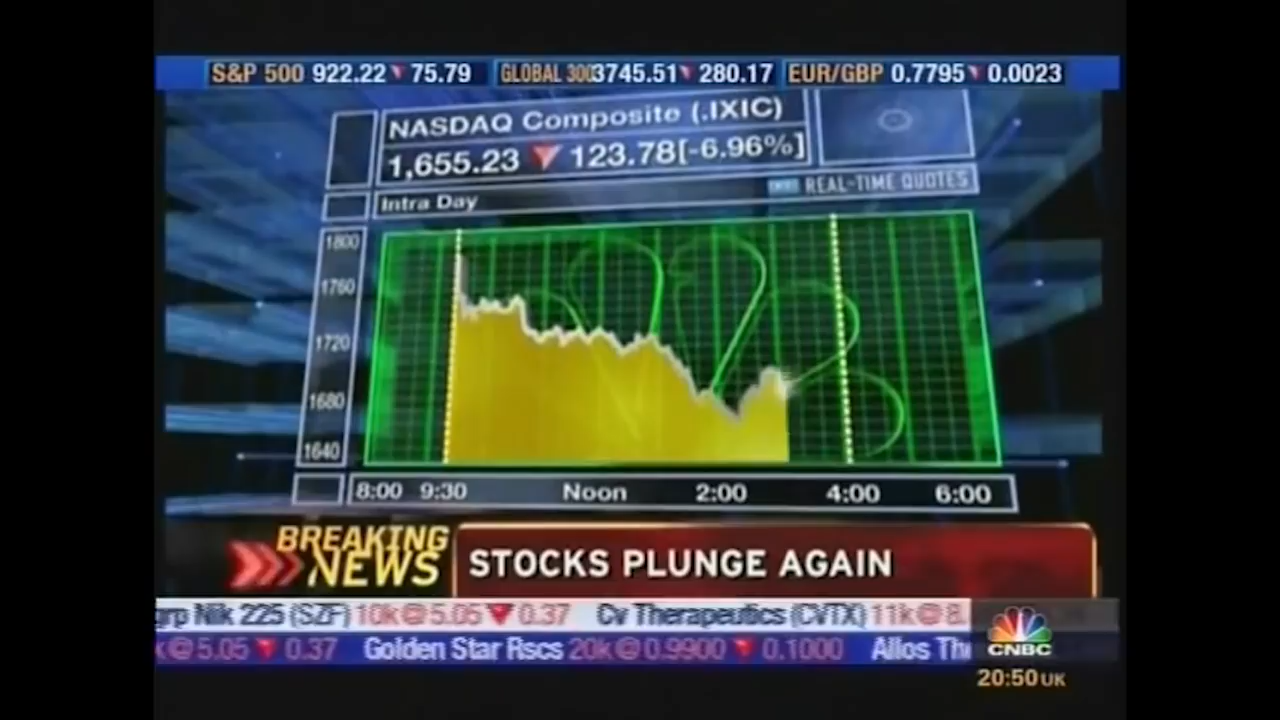 S&P 500 922.22 ▼ 75.79 GLOBAL 300 3745.51 ▼ 280.17 EUR/GBP 0.7795 ▼ 0.0023
NASDAQ Composite (.IXIC)
1,655.23 ▼ 123.78[-6.96%]
REAL-TIME QUOTES
Intra Day
1800
1760
1720
1680
1640
8:00 9:30 Noon 2:00 4:00 6:00
BREAKING NEWS
STOCKS PLUNGE AGAIN
grp Nik 225 (SZF) 10k@5.05 ▼ 0.37 Cv Therapeutics (CVTX) 11k@8.
k@5.05 ▼ 0.37 Golden Star Rscs 20k@0.9900 ▼ 0.1000 Allos Th
CNBC
20:50 UK